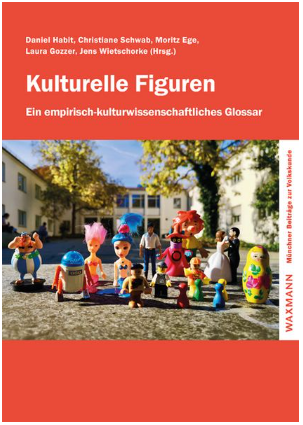 Daniel Habit, Christiane Schwab, Moritz Ege,
Laura Gozzer, Jens Wietschorke (Hrsg.)
Kulturelle Figuren
Ein empirisch-kulturwissenschaftliches Glossar
Münchner Beiträge zur Volkskunde
WAXMANN